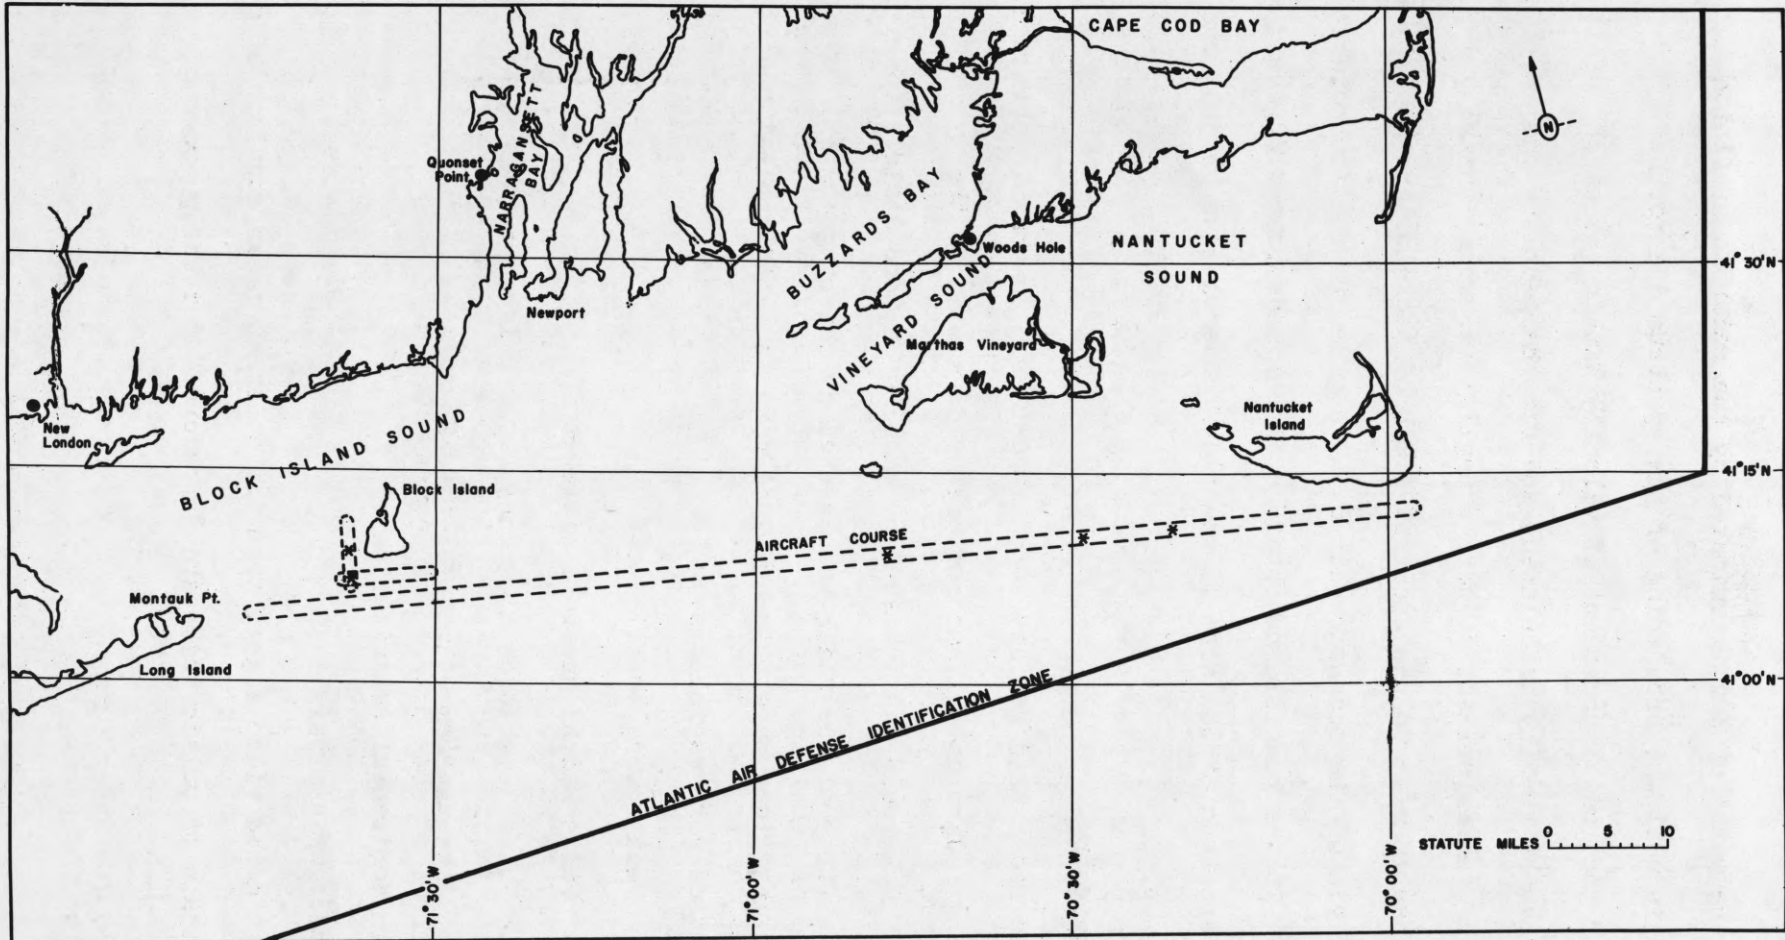 CAPE COD BAY
N
Quonset
Point
NARRAGANSETT
BAY
BUZZARDS BAY
Woods Hole
NANTUCKET
SOUND
VINEYARD SOUND
41° 30' N
Newport
Marthas Vineyard
Nantucket
Island
New
London
BLOCK ISLAND SOUND
41° 15' N
Block Island
AIRCRAFT COURSE
Montauk Pt.
Long Island
41° 00' N
ATLANTIC AIR DEFENSE IDENTIFICATION ZONE
STATUTE MILES 0 5 10
71° 30' W
71° 00' W
70° 30' W
70° 00' W